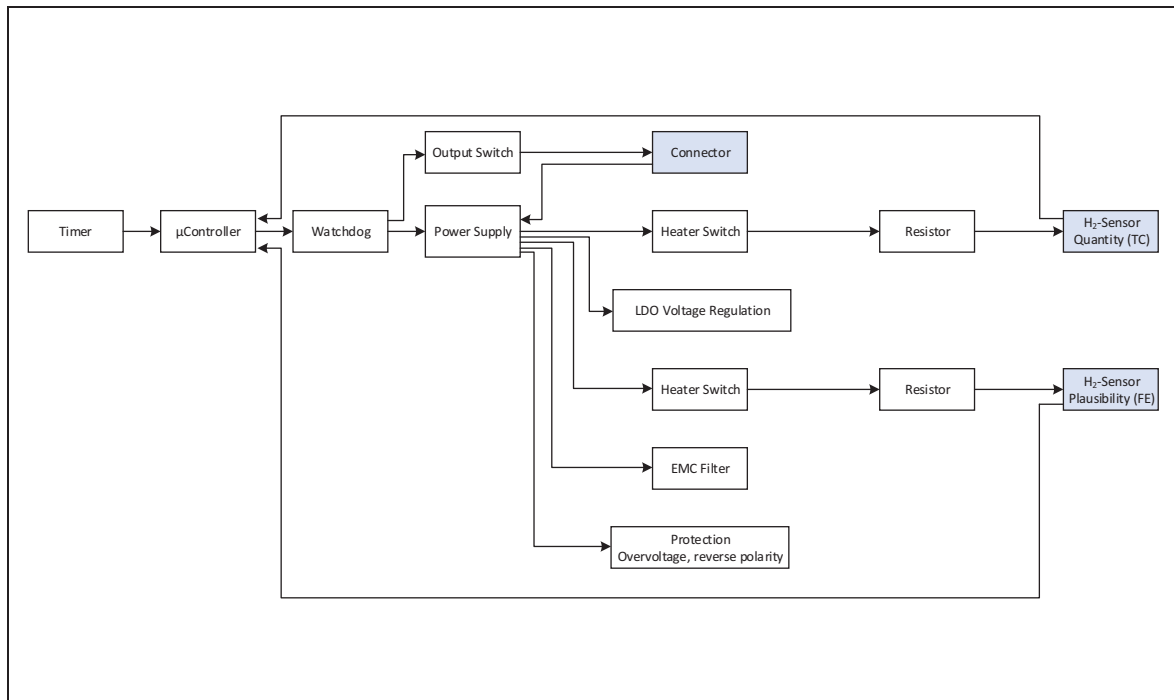 Output Switch
Connector
Timer
µController
Watchdog
Power Supply
Heater Switch
Resistor
H₂-Sensor
Quantity (TC)
LDO Voltage Regulation
Heater Switch
Resistor
H₂-Sensor
Plausibility (FE)
EMC Filter
Protection
Overvoltage, reverse polarity